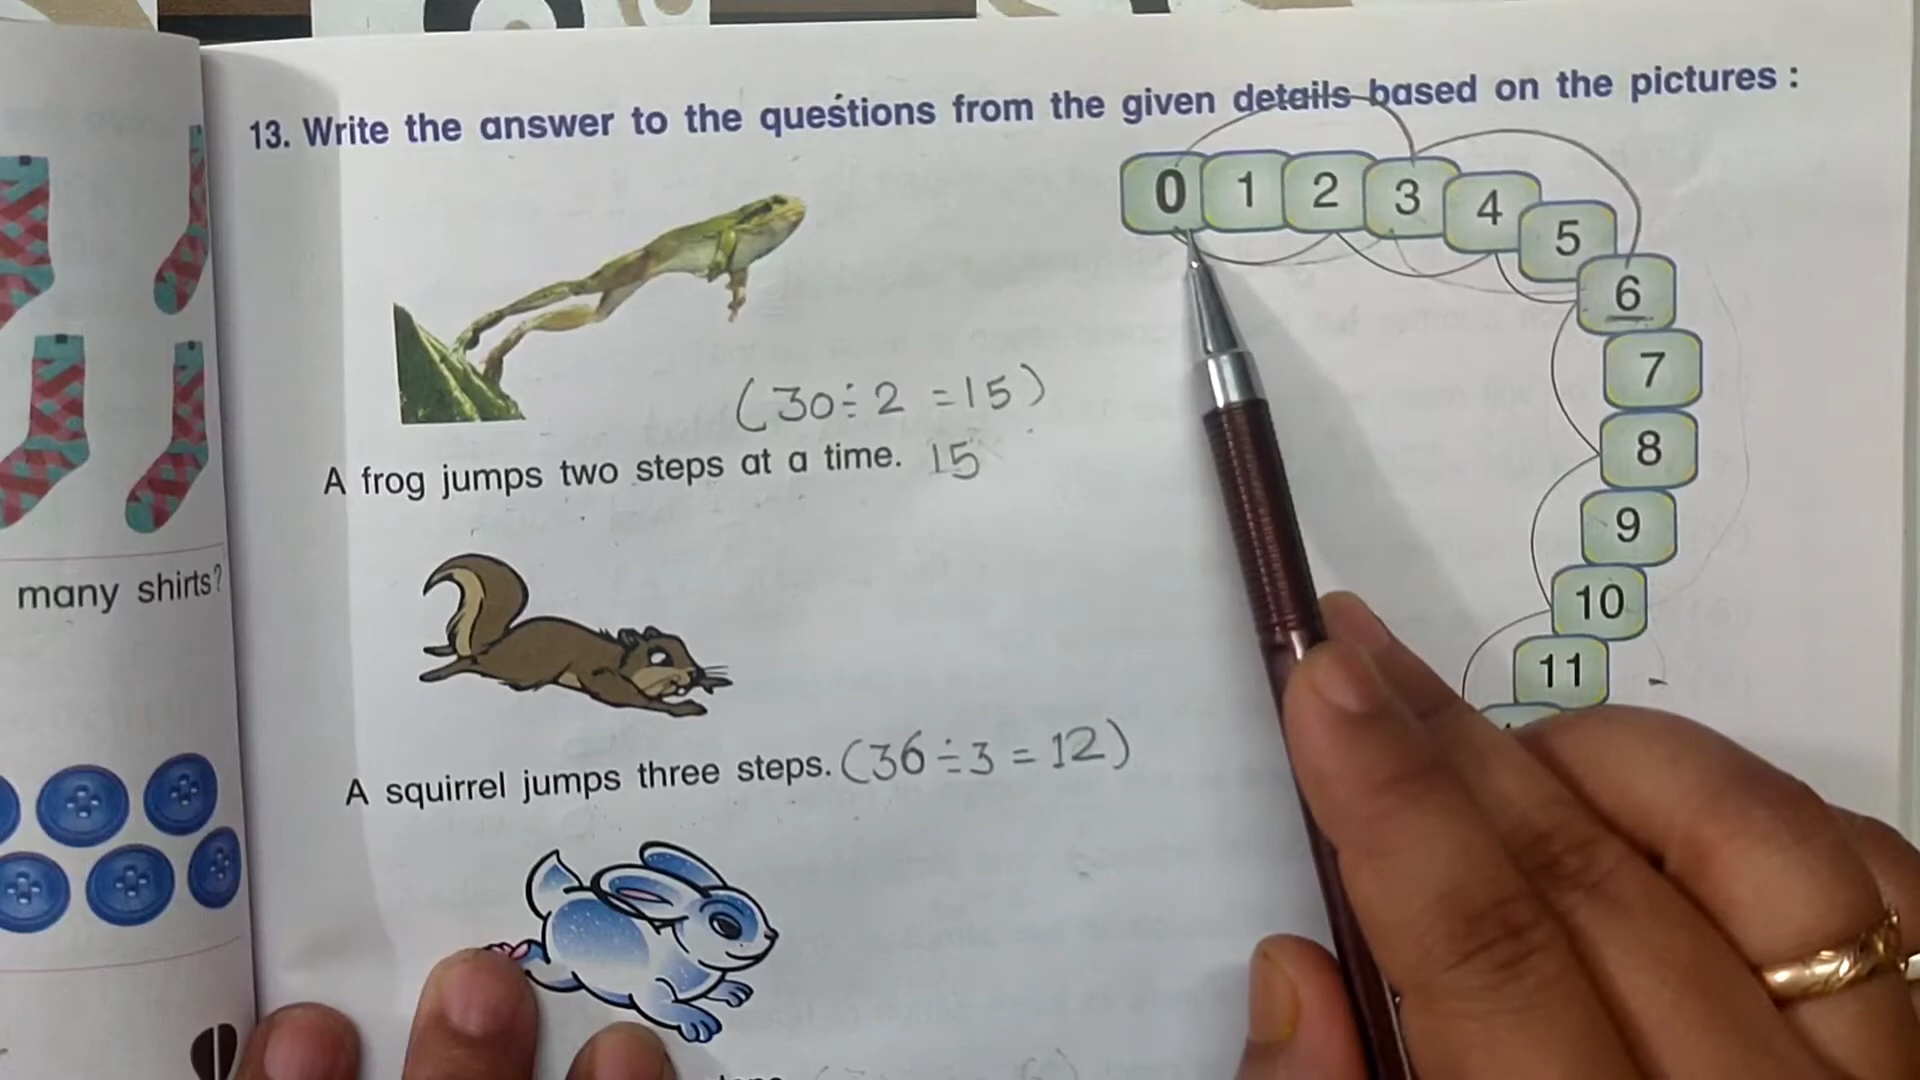 13. Write the answer to the questions from the given details based on the pictures :
0 1 2 3 4 5 6 7 8 9 10 11
(30÷2 =15)
A frog jumps two steps at a time. 15
many shirts?
A squirrel jumps three steps. (36÷3 = 12)